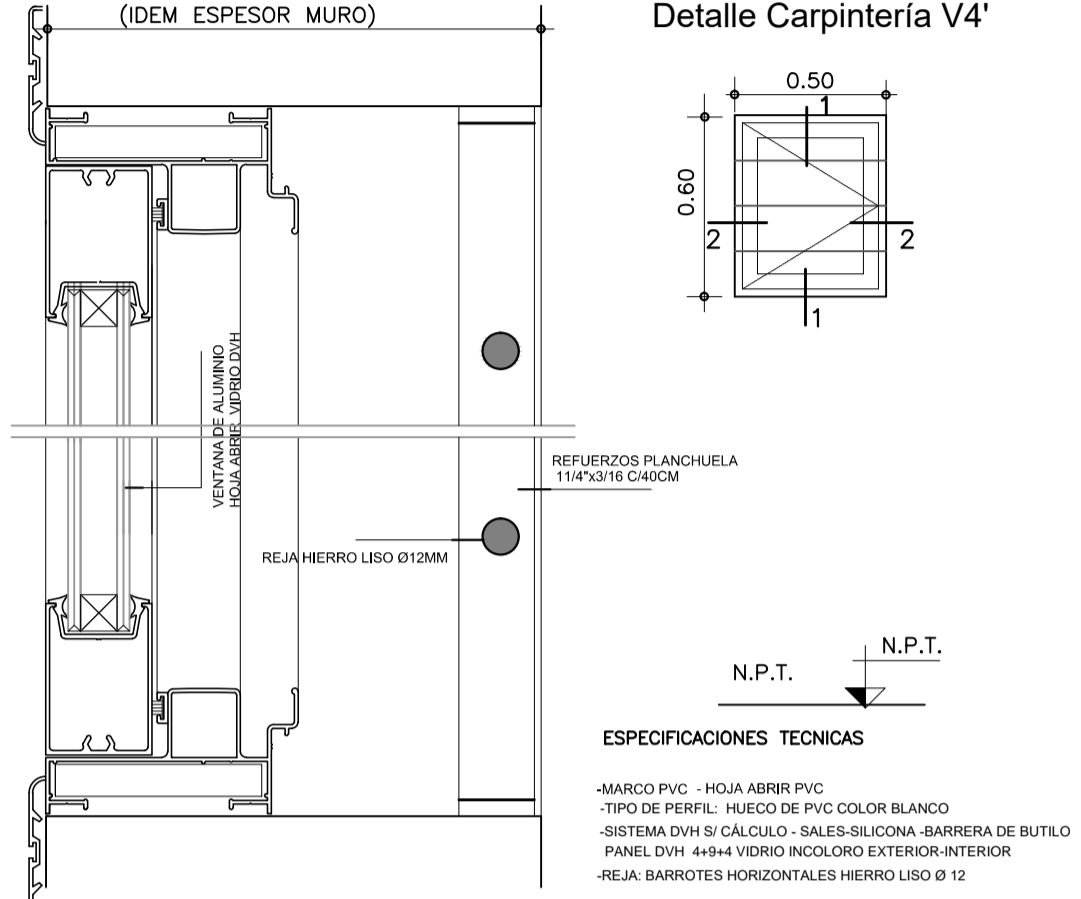 (IDEM ESPESOR MURO)
Detalle Carpintería V4'
0.50
1
0.60
2
2
1
VENTANA DE ALUMINIO
HOJA ABRIR VIDRIO DVH
REFUERZOS PLANCHUELA
11/4"x3/16 C/40CM
REJA HIERRO LISO Ø12MM
N.P.T.
N.P.T.
ESPECIFICACIONES TECNICAS
-MARCO PVC - HOJA ABRIR PVC
-TIPO DE PERFIL: HUECO DE PVC COLOR BLANCO
-SISTEMA DVH S/ CÁLCULO - SALES-SILICONA -BARRERA DE BUTILO
PANEL DVH 4+9+4 VIDRIO INCOLORO EXTERIOR-INTERIOR
-REJA: BARROTES HORIZONTALES HIERRO LISO Ø 12